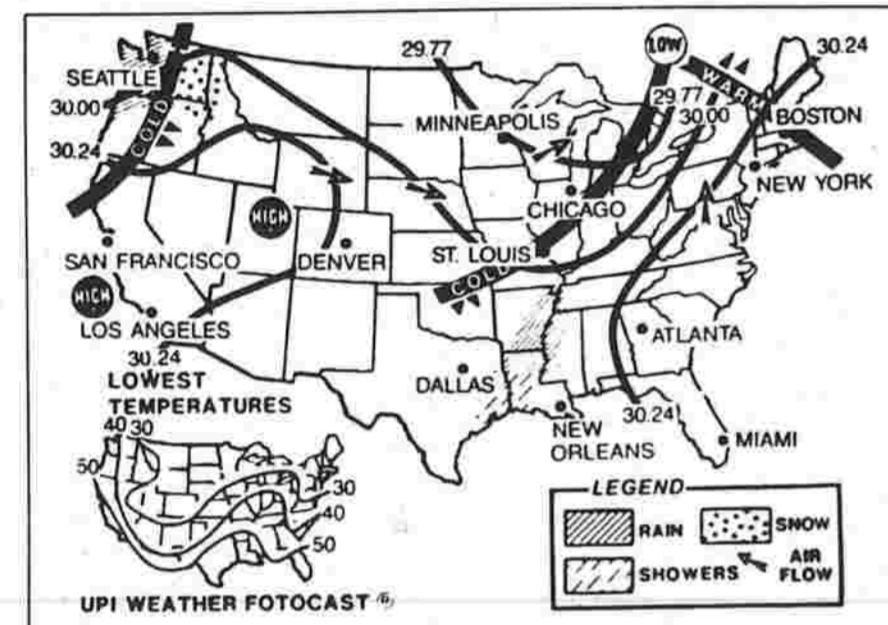 LOW
29.77
30.24
SEATTLE
WARM
30.00
COLD
MINNEAPOLIS
29.77
30.00
BOSTON
30.24
NEW YORK
CHICAGO
HIGH
SAN FRANCISCO
DENVER
ST. LOUIS
COLD
HIGH
LOS ANGELES
ATLANTA
30.24
LOWEST
TEMPERATURES
DALLAS
30.24
NEW
ORLEANS
MIAMI
40 30
50
30
40
50
LEGEND
RAIN
SNOW
SHOWERS
AIR
FLOW
UPI WEATHER FOTOCAST ®